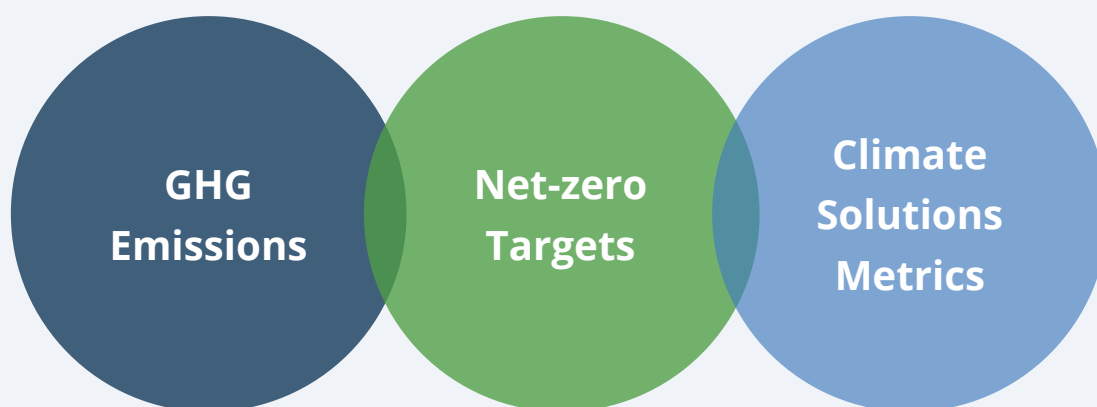 GHG
Emissions
Net-zero
Targets
Climate
Solutions
Metrics